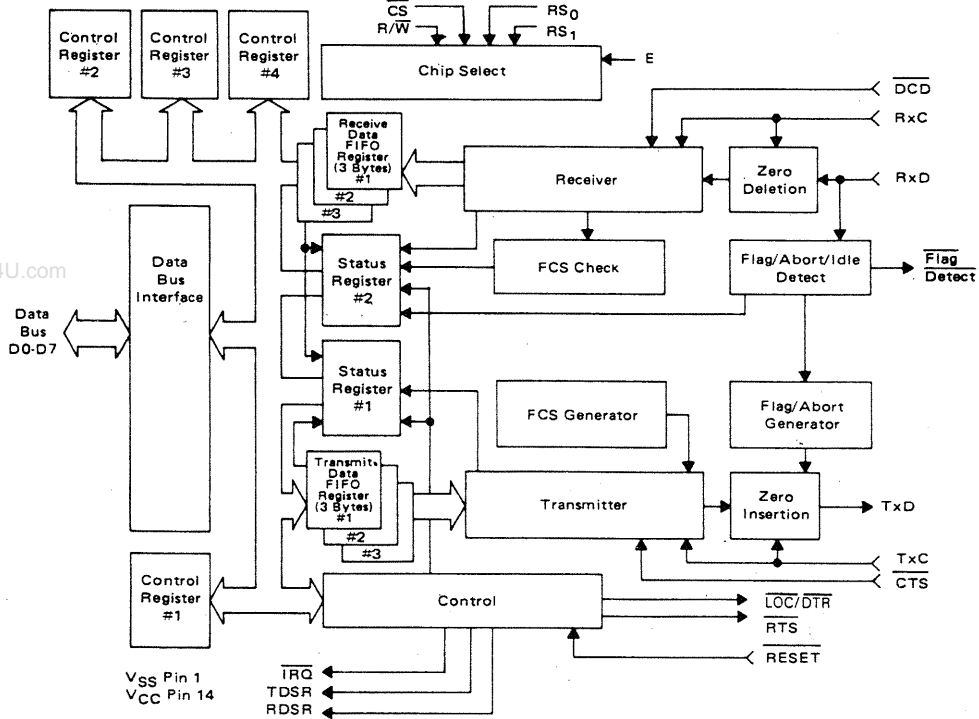 CS
R/W
RS0
RS1
E
Control
Register
#2
Control
Register
#3
Control
Register
#4
Chip Select
DCD
RxC
RxD
Receive
Data
FIFO
Register
(3 Bytes)
#1
#2
#3
Receiver
Zero
Deletion
4U.com
Data
Bus
Interface
Status
Register
#2
FCS Check
Flag/Abort/Idle
Detect
Flag
Detect
Data
Bus
D0-D7
Status
Register
#1
FCS Generator
Flag/Abort
Generator
Transmit
Data
FIFO
Register
(3 Bytes)
#1
#2
#3
Transmitter
Zero
Insertion
TxD
TxC
CTS
Control
Register
#1
Control
LOC/DTR
RTS
RESET
VSS Pin 1
VCC Pin 14
IRQ
TDSR
RDSR